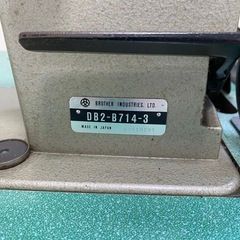 BROTHER INDUSTRIES, LTD.
DB2-B714-3
MADE IN JAPAN